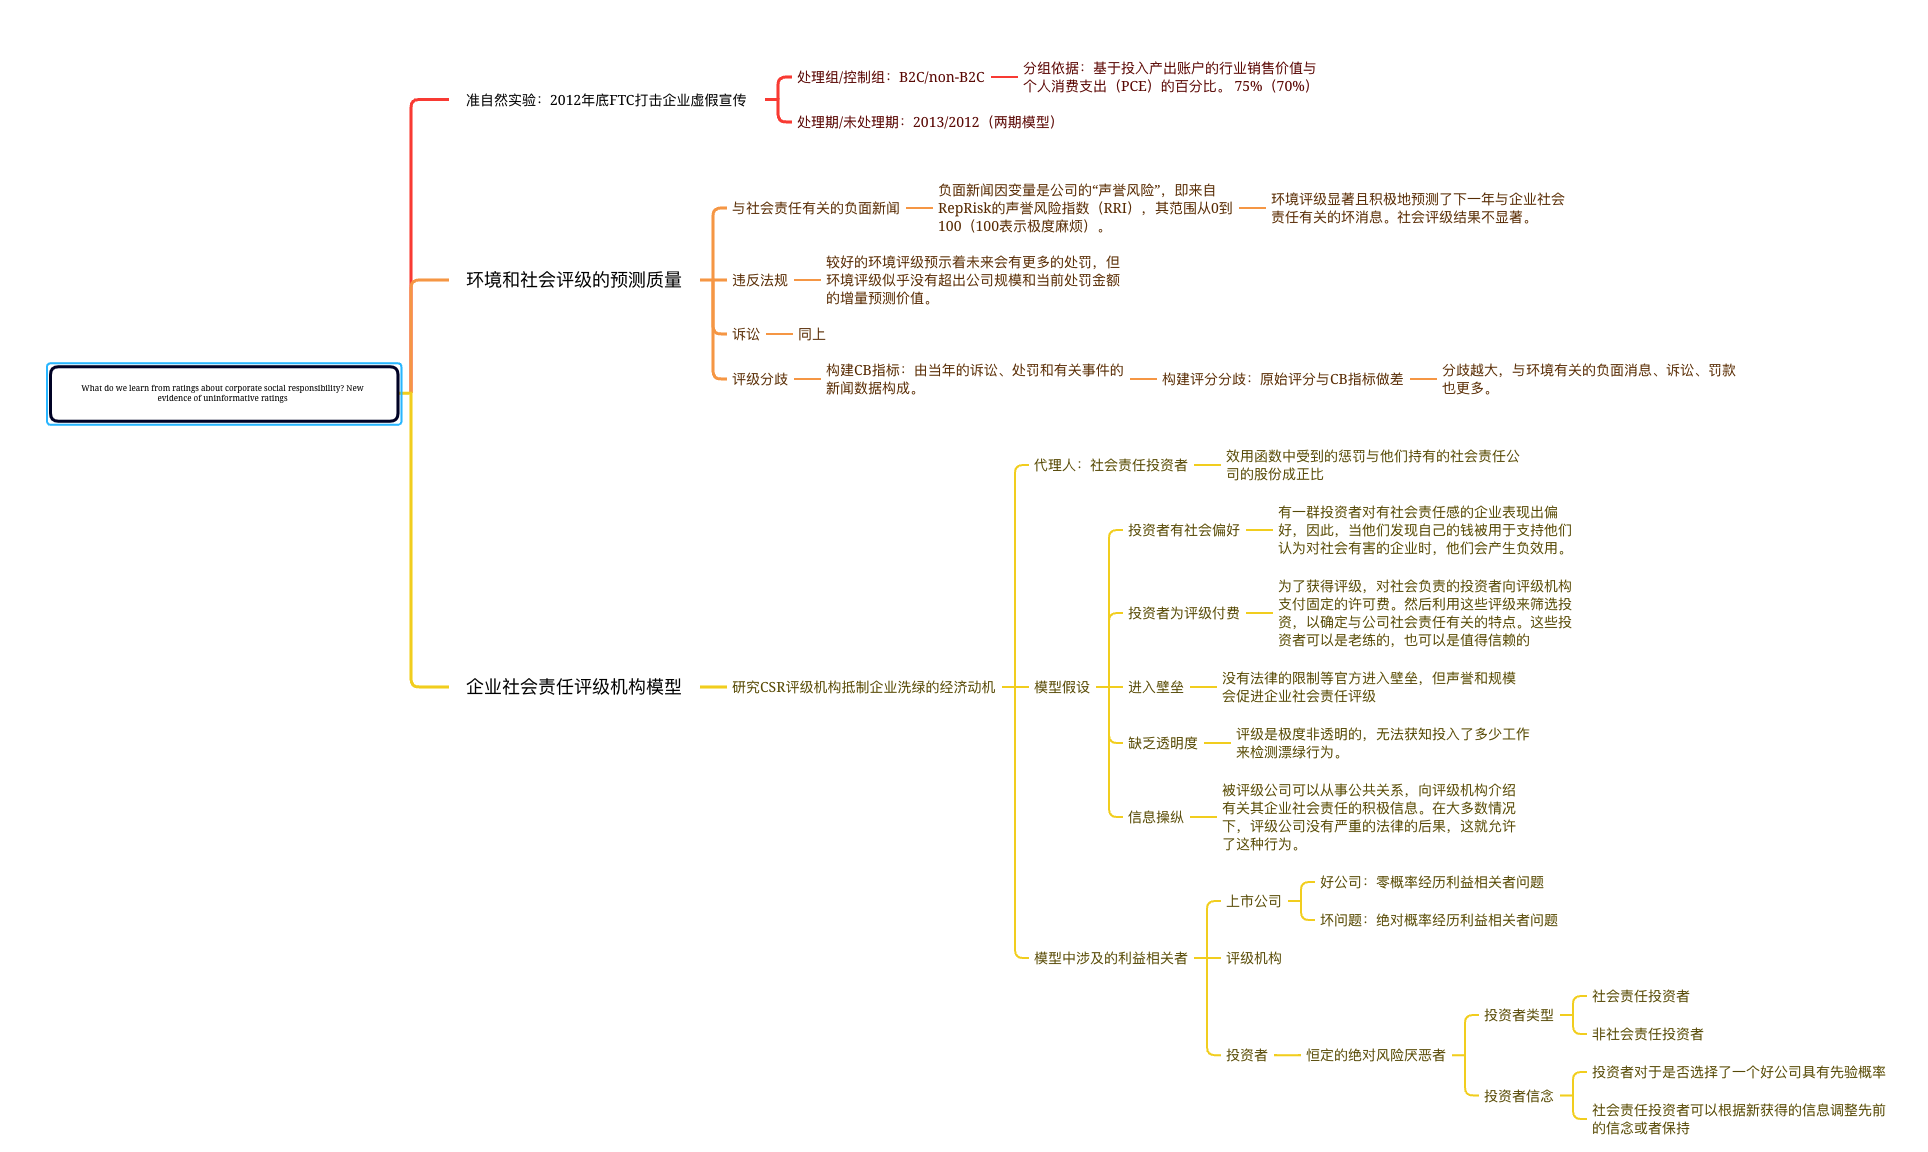 What do we learn from ratings about corporate social responsibility? New
evidence of uninformative ratings
准自然实验：2012年底FTC打击企业虚假宣传
处理组/控制组：B2C/non-B2C
分组依据：基于投入产出账户的行业销售价值与
个人消费支出（PCE）的百分比。 75%（70%）
处理期/未处理期：2013/2012（两期模型）
环境和社会评级的预测质量
与社会责任有关的负面新闻
负面新闻因变量是公司的“声誉风险”，即来自
RepRisk的声誉风险指数（RRI），其范围从0到
100（100表示极度麻烦）。
环境评级显著且积极地预测了下一年与企业社会
责任有关的坏消息。社会评级结果不显著。
违反法规
较好的环境评级预示着未来会有更多的处罚，但
环境评级似乎没有超出公司规模和当前处罚金额
的增量预测价值。
诉讼
同上
评级分歧
构建CB指标：由当年的诉讼、处罚和有关事件的
新闻数据构成。
构建评分分歧：原始评分与CB指标做差
分歧越大，与环境有关的负面消息、诉讼、罚款
也更多。
企业社会责任评级机构模型
研究CSR评级机构抵制企业洗绿的经济动机
代理人：社会责任投资者
效用函数中受到的惩罚与他们持有的社会责任公
司的股份成正比
模型假设
投资者有社会偏好
有一群投资者对有社会责任感的企业表现出偏
好，因此，当他们发现自己的钱被用于支持他们
认为对社会有害的企业时，他们会产生负效用。
投资者为评级付费
为了获得评级，对社会负责的投资者向评级机构
支付固定的许可费。然后利用这些评级来筛选投
资，以确定与公司社会责任有关的特点。这些投
资者可以是老练的，也可以是值得信赖的
进入壁垒
没有法律的限制等官方进入壁垒，但声誉和规模
会促进企业社会责任评级
缺乏透明度
评级是极度非透明的，无法获知投入了多少工作
来检测漂绿行为。
信息操纵
被评级公司可以从事公共关系，向评级机构介绍
有关其企业社会责任的积极信息。在大多数情况
下，评级公司没有严重的法律的后果，这就允许
了这种行为。
模型中涉及的利益相关者
上市公司
好公司：零概率经历利益相关者问题
坏问题：绝对概率经历利益相关者问题
评级机构
投资者
恒定的绝对风险厌恶者
投资者类型
社会责任投资者
非社会责任投资者
投资者信念
投资者对于是否选择了一个好公司具有先验概率
社会责任投资者可以根据新获得的信息调整先前
的信念或者保持